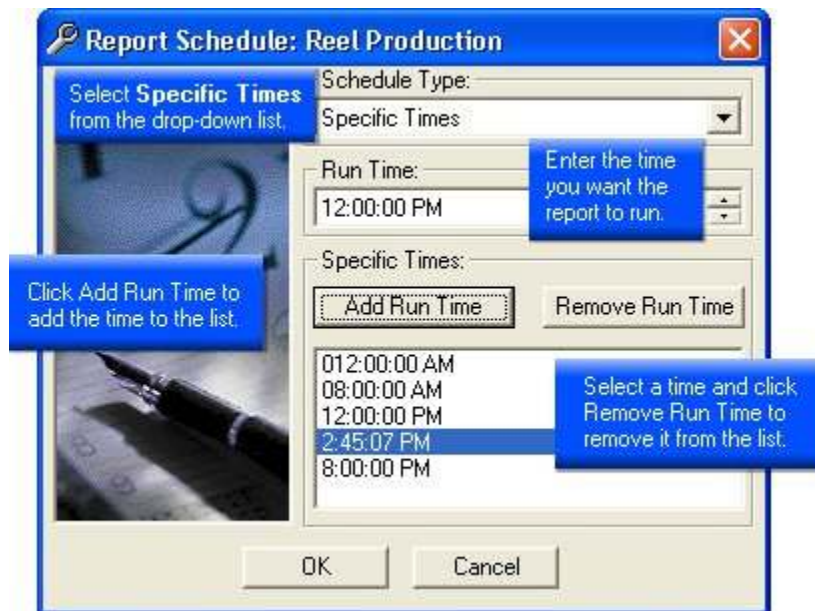 Report Schedule: Reel Production
Select Specific Times
from the drop-down list.
Schedule Type:
Specific Times
Run Time:
12:00:00 PM
Enter the time
you want the
report to run.
Specific Times:
Click Add Run Time to
add the time to the list.
Add Run Time
Remove Run Time
012:00:00 AM
08:00:00 AM
12:00:00 PM
2:45:07 PM
8:00:00 PM
Select a time and click
Remove Run Time to
remove it from the list.
OK
Cancel